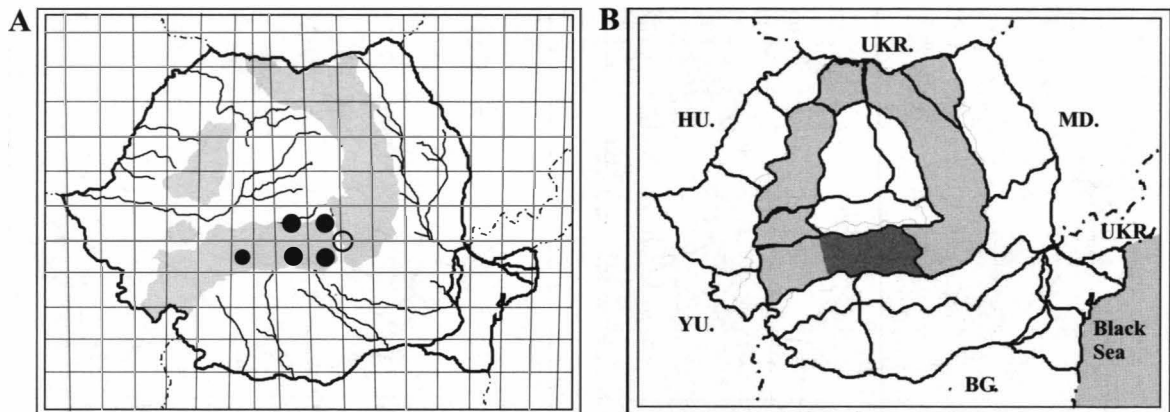 A
B
UKR.
HU.
MD.
UKR.
YU.
Black
Sea
BG.